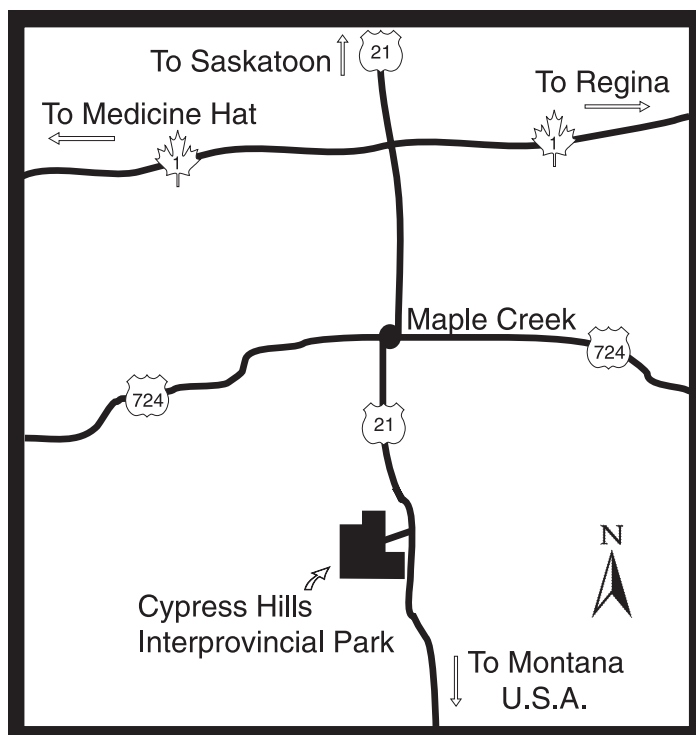 21
To Saskatoon
To Regina
To Medicine Hat
1
1
Maple Creek
724
724
21
N
Cypress Hills
Interprovincial Park
To Montana
U.S.A.